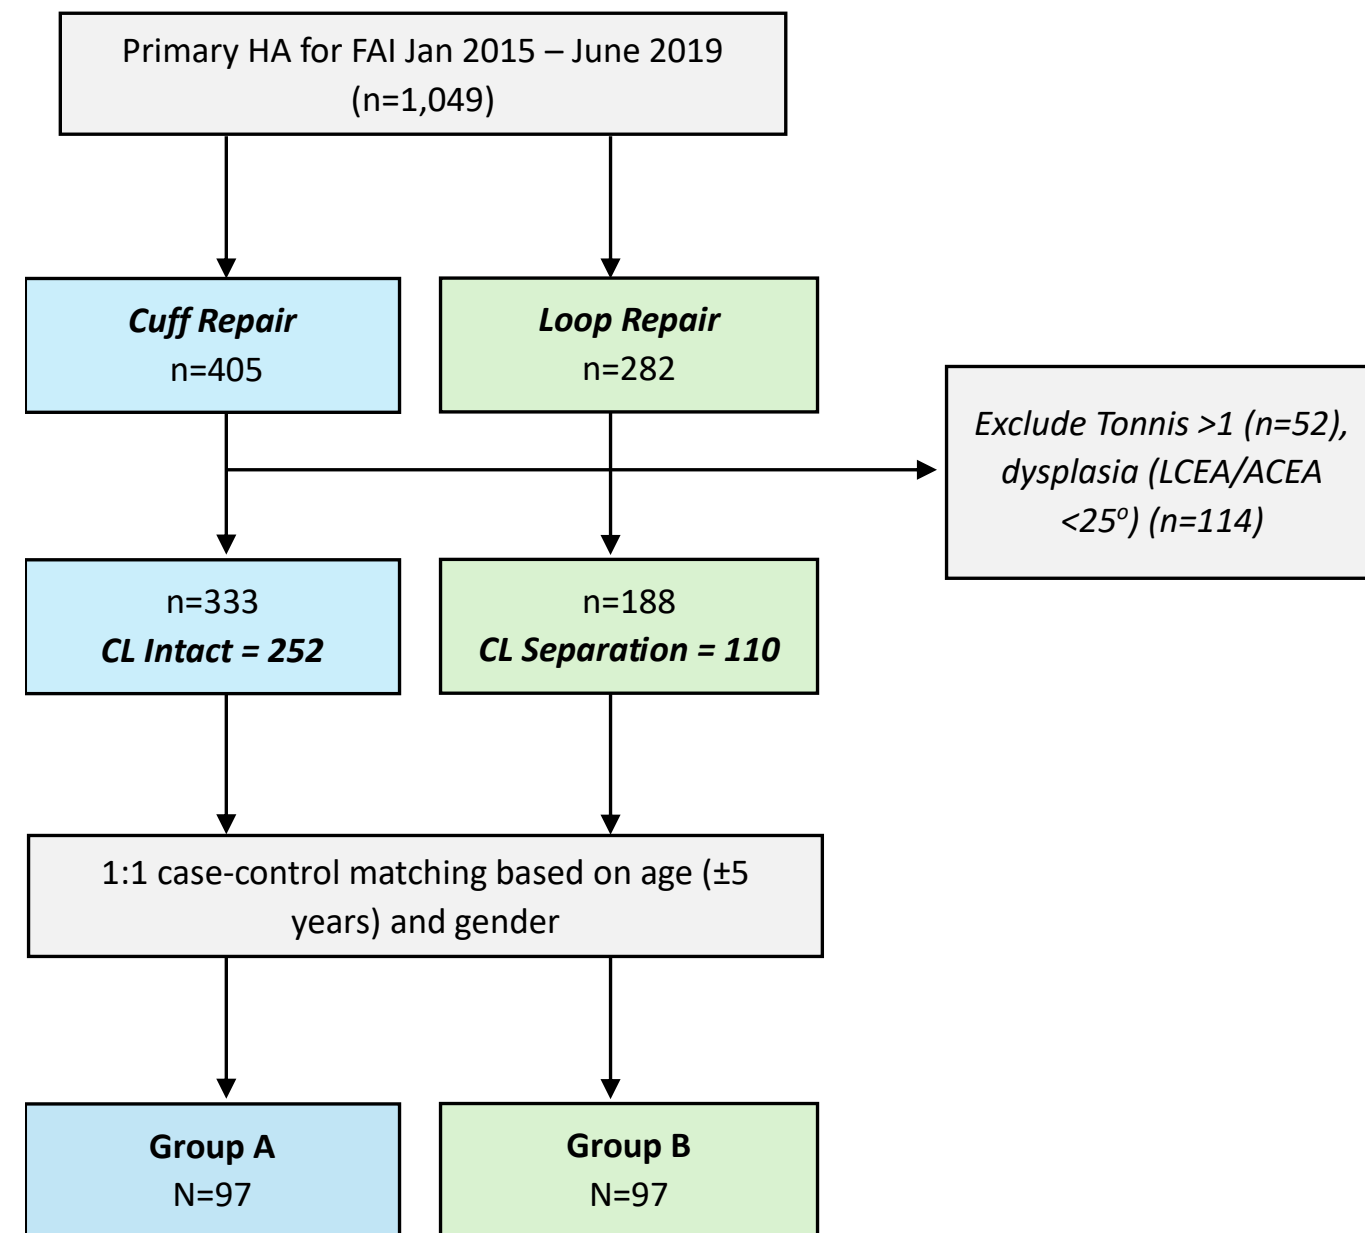 Primary HA for FAI Jan 2015 – June 2019
(n=1,049)
Cuff Repair
n=405
Loop Repair
n=282
Exclude Tonnis >1 (n=52),
dysplasia (LCEA/ACEA
<25º) (n=114)
n=333
CL Intact = 252
n=188
CL Separation = 110
1:1 case-control matching based on age (±5
years) and gender
Group A
N=97
Group B
N=97